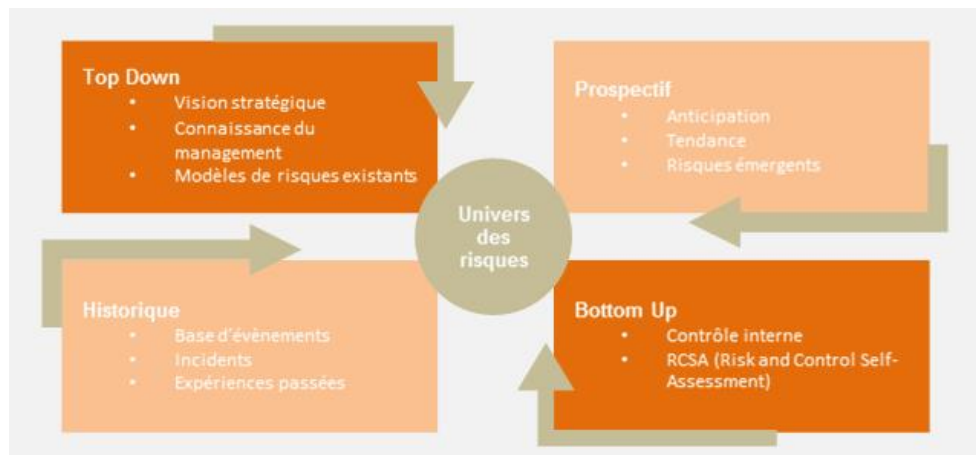 Top Down
• Vision stratégique
• Connaissance du
management
• Modèles de risques existants
Prospectif
• Anticipation
• Tendance
• Risques émergents
Univers
des
risques
Historique
• Base d'évènements
• Incidents
• Expériences passées
Bottom Up
• Contrôle interne
• RCSA (Risk and Control Self-
Assessment)